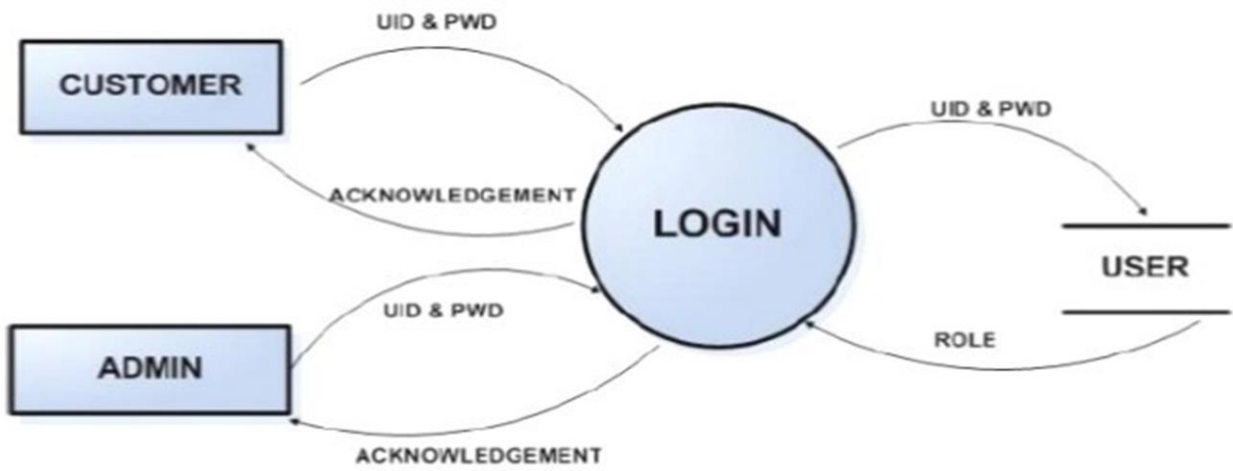 UID & PWD
CUSTOMER
UID & PWD
ACKNOWLEDGEMENT
LOGIN
USER
UID & PWD
ROLE
ADMIN
ACKNOWLEDGEMENT